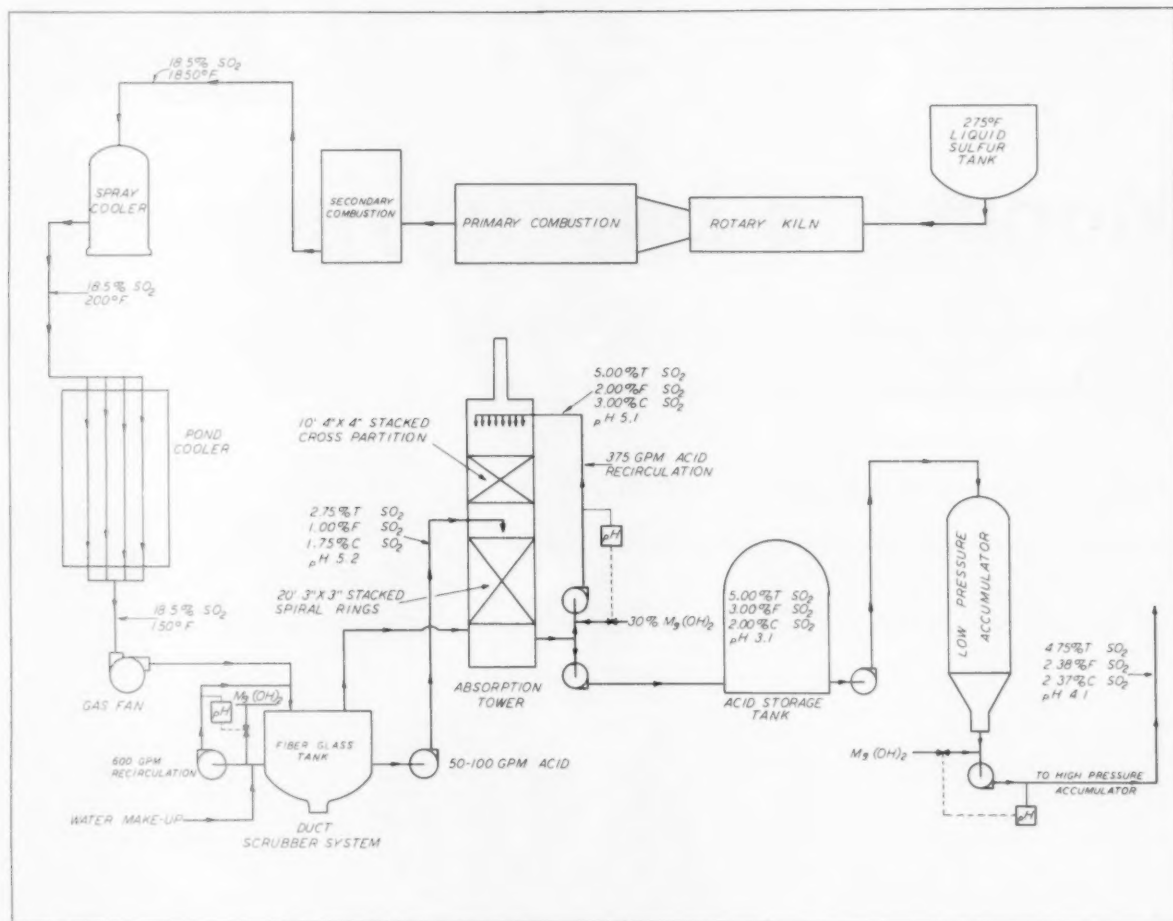 18.5% SO2
1850°F
275°F
LIQUID
SULFUR
TANK
SPRAY
COOLER
SECONDARY
COMBUSTION
PRIMARY COMBUSTION
ROTARY KILN
18.5% SO2
200°F
POND
COOLER
10' 4"X 4" STACKED
CROSS PARTITION
5.00%T SO2
2.00%F SO2
3.00%C SO2
pH 5.1
375 GPM ACID
RECIRCULATION
2.75%T SO2
1.00%F SO2
1.75%C SO2
pH 5.2
pH
20' 3"X 3" STACKED
SPIRAL RINGS
18.5% SO2
150°F
30% Mg(OH)2
5.00%T SO2
3.00%F SO2
2.00%C SO2
pH 3.1
LOW PRESSURE
ACCUMULATOR
4.75%T SO2
2.38%F SO2
2.37%C SO2
pH 4.1
GAS FAN
Mg(OH)2
pH
ABSORPTION
TOWER
ACID STORAGE
TANK
600 GPM
RECIRCULATION
FIBER GLASS
TANK
50-100 GPM ACID
Mg(OH)2
TO HIGH PRESSURE
ACCUMULATOR
pH
WATER MAKE-UP
DUCT
SCRUBBER SYSTEM